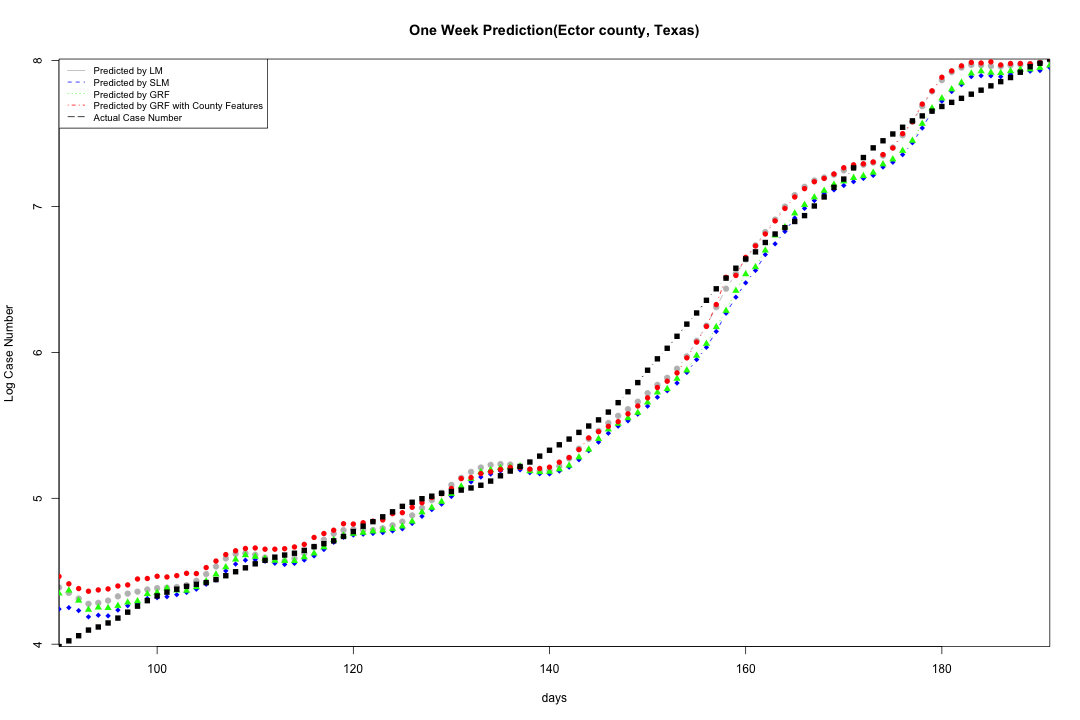 One Week Prediction(Ector county, Texas)
Predicted by LM
Predicted by SLM
Predicted by GRF
Predicted by GRF with County Features
Actual Case Number
8
7
6
5
4
Log Case Number
100 120 140 160 180
days